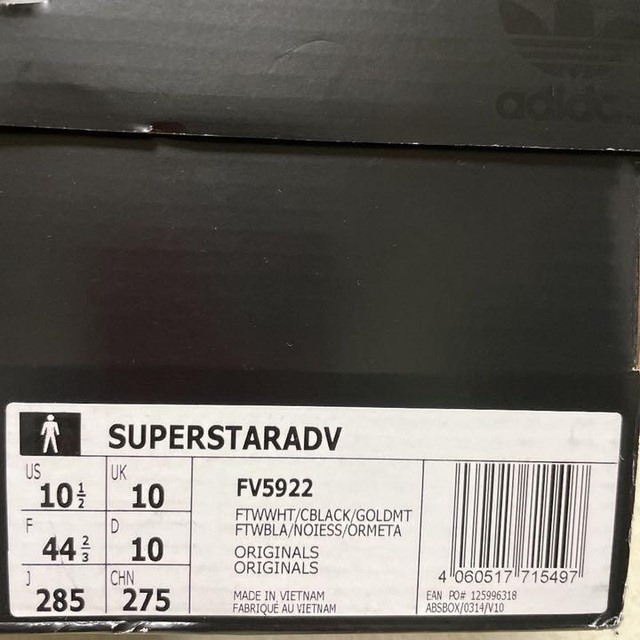 adidas
SUPERSTARADV
US
10 1/2
UK
10
F
44 2/3
D
10
J
285
CHN
275
FV5922
FTWWHT/CBLACK/GOLDMT
FTWBLA/NOIESS/ORMETA
ORIGINALS
ORIGINALS
MADE IN VIETNAM
FABRIQUÉ AU VIETNAM
4 060517 715497
EAN PO# 125996318
ABSBOX/0314/V10